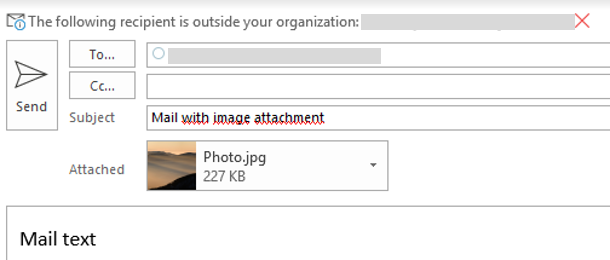 The following recipient is outside your organization:
To...
Cc...
Send
Subject
Mail with image attachment
Attached
Photo.jpg
227 KB
Mail text